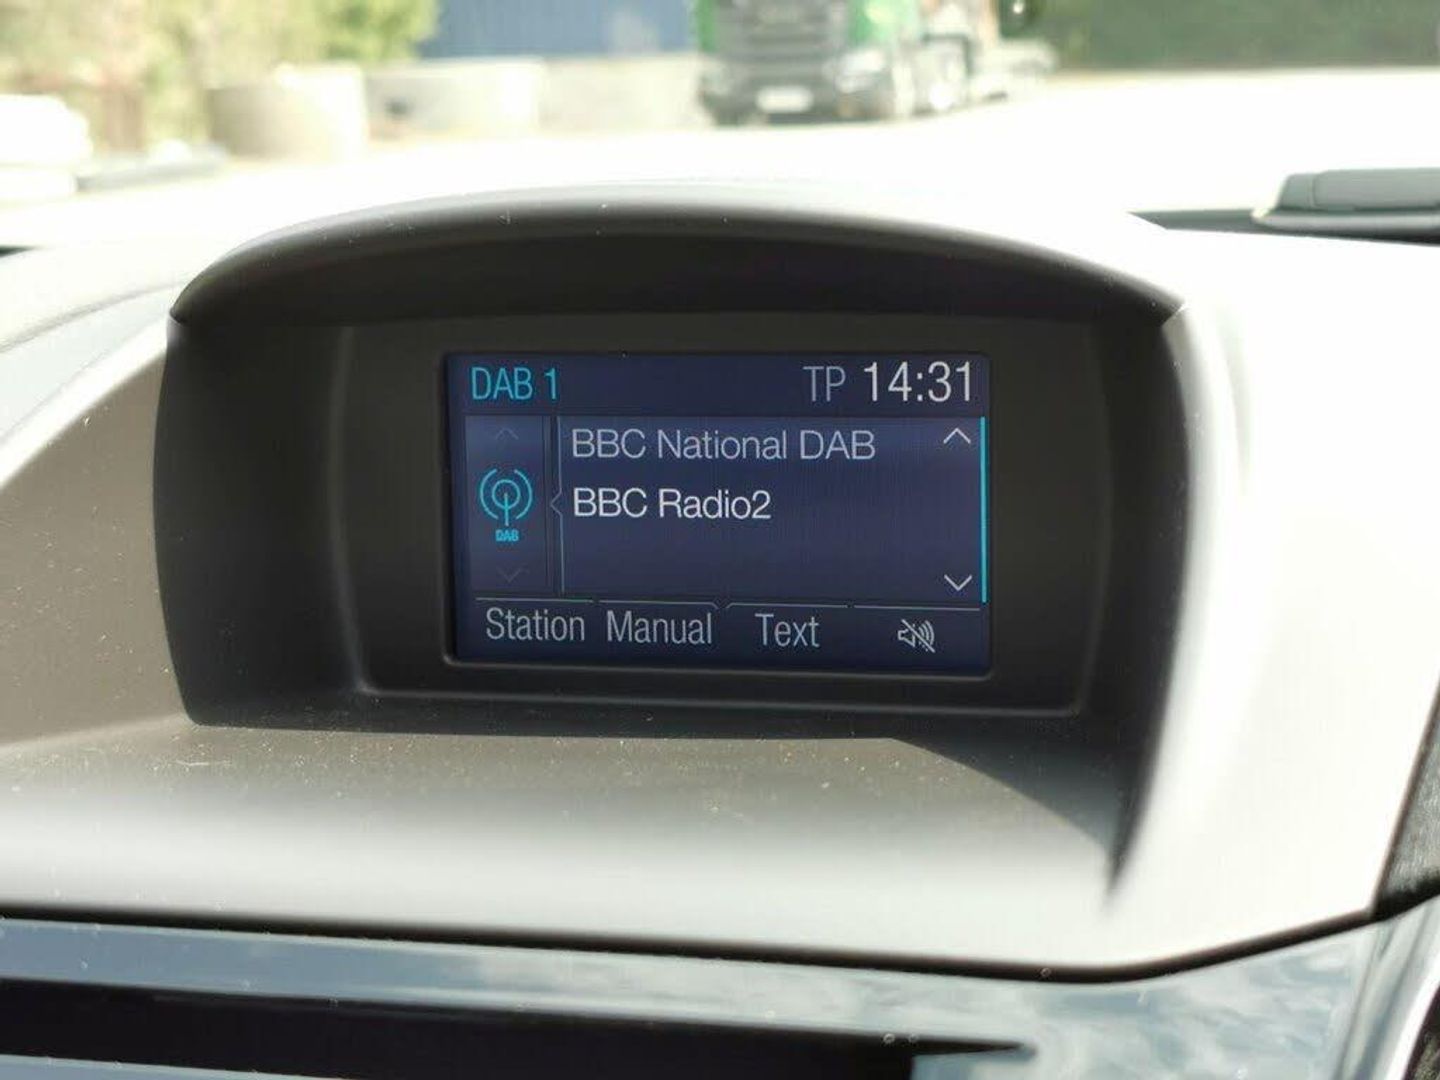 DAB 1 TP 14:31
BBC National DAB
BBC Radio2
DAB
Station Manual Text